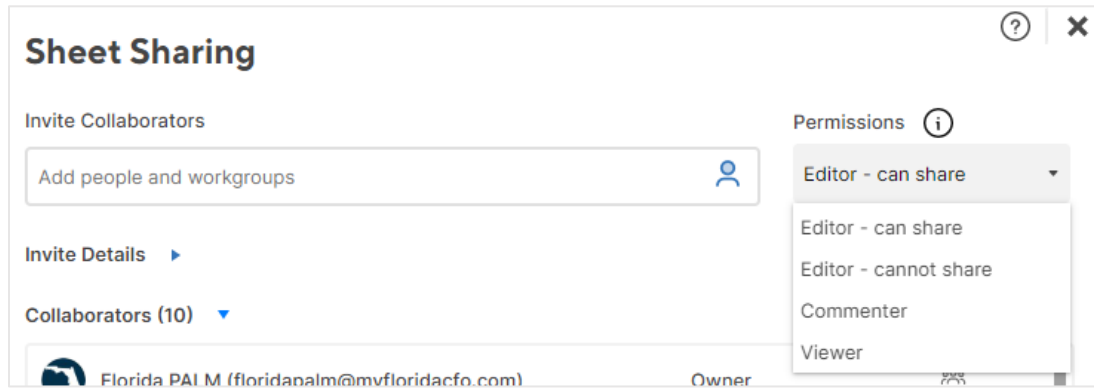 Sheet Sharing
Invite Collaborators
Permissions
Add people and workgroups
Editor - can share
Editor - can share
Invite Details
Editor - cannot share
Collaborators (10)
Commenter
Viewer
Florida PALM (floridapalm@myfloridacfo.com) Owner